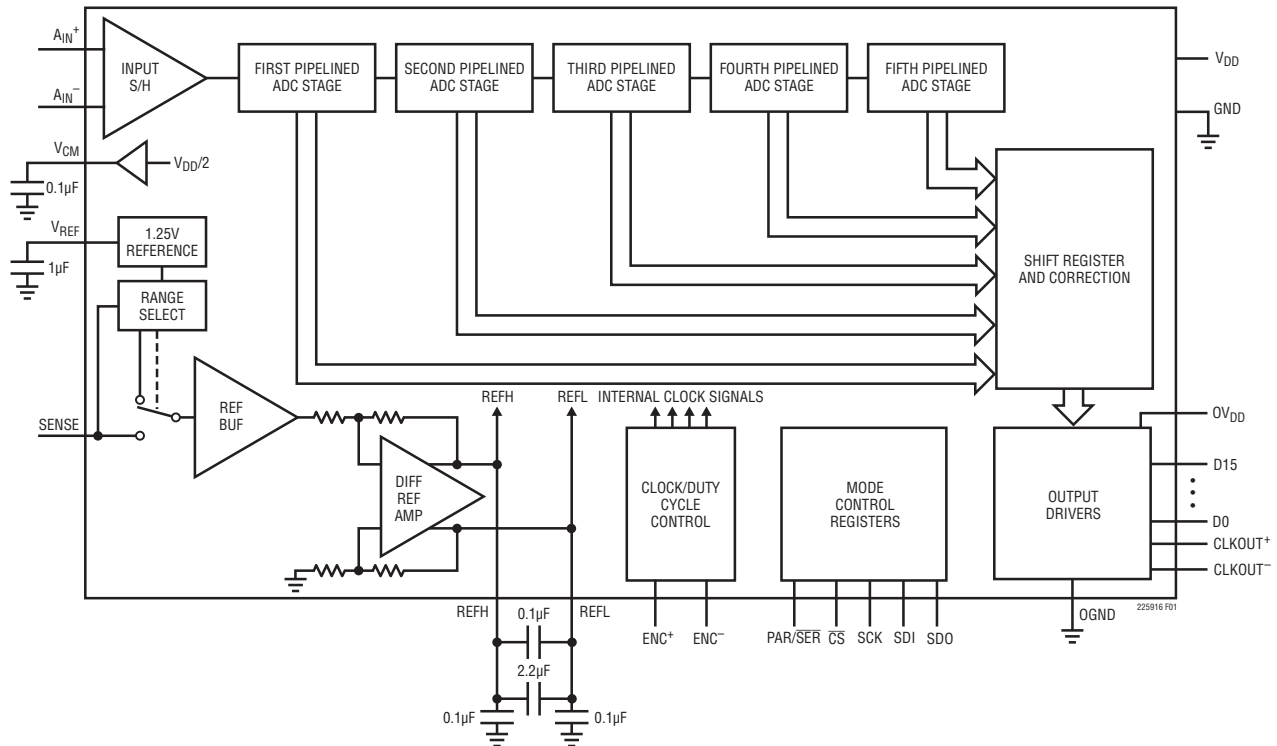 AIN+
AIN–
INPUT
S/H
FIRST PIPELINED
ADC STAGE
SECOND PIPELINED
ADC STAGE
THIRD PIPELINED
ADC STAGE
FOURTH PIPELINED
ADC STAGE
FIFTH PIPELINED
ADC STAGE
VDD
GND
VCM
VDD/2
0.1µF
VREF
1.25V
REFERENCE
1µF
RANGE
SELECT
SHIFT REGISTER
AND CORRECTION
SENSE
REF
BUF
DIFF
REF
AMP
REFH
REFL
INTERNAL CLOCK SIGNALS
CLOCK/DUTY
CYCLE
CONTROL
MODE
CONTROL
REGISTERS
OUTPUT
DRIVERS
OVDD
D15
D0
CLKOUT+
CLKOUT–
225916 F01
OGND
REFH
REFL
0.1µF
2.2µF
0.1µF
0.1µF
ENC+
ENC–
PAR/S̅E̅R̅
C̅S̅
SCK
SDI
SDO